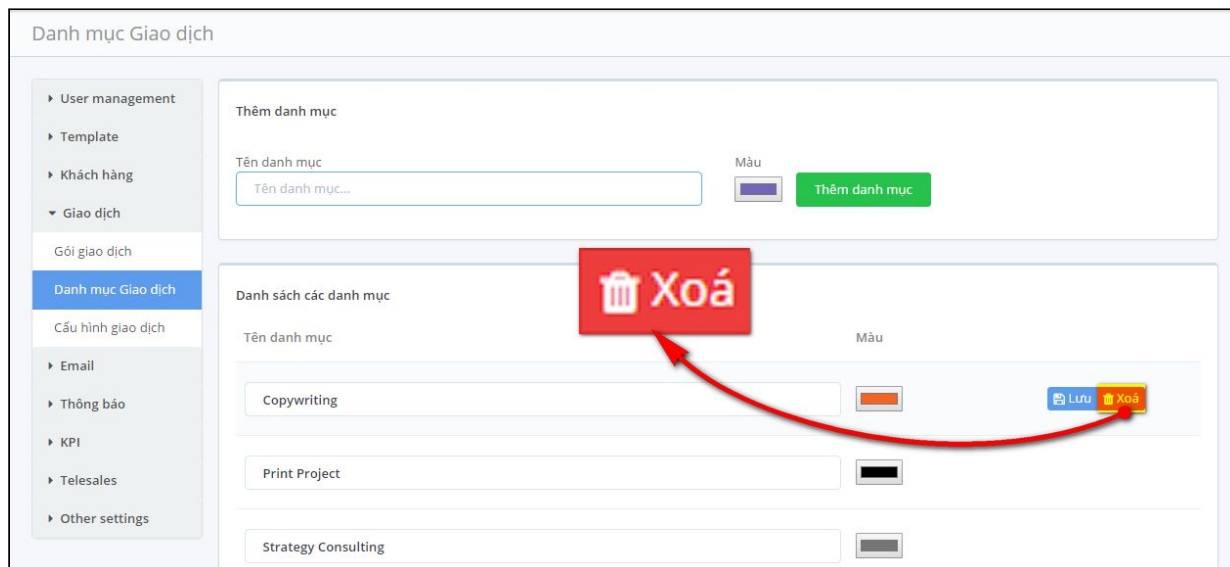 Danh mục Giao dịch
User management
Template
Khách hàng
Giao dịch
Gói giao dịch
Danh mục Giao dịch
Cấu hình giao dịch
Email
Thông báo
KPI
Telesales
Other settings
Thêm danh mục
Tên danh mục Màu
Tên danh mục... Thêm danh mục
Xoá
Danh sách các danh mục
Tên danh mục Màu
Copywriting Lưu Xoá
Print Project
Strategy Consulting